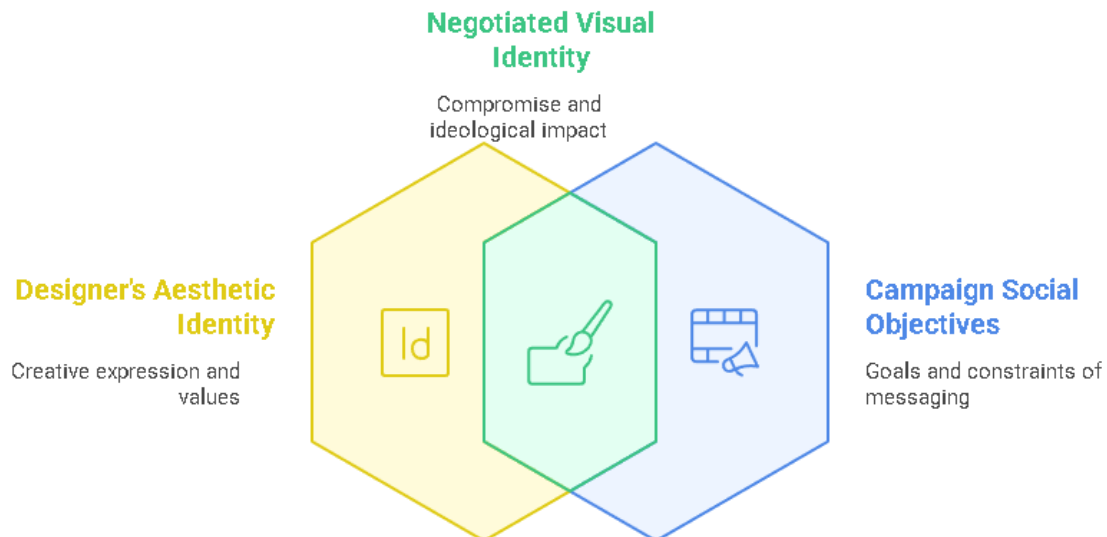 Negotiated Visual
Identity
Compromise and
ideological impact
Designer's Aesthetic
Identity
Creative expression and
values
Id
Campaign Social
Objectives
Goals and constraints of
messaging